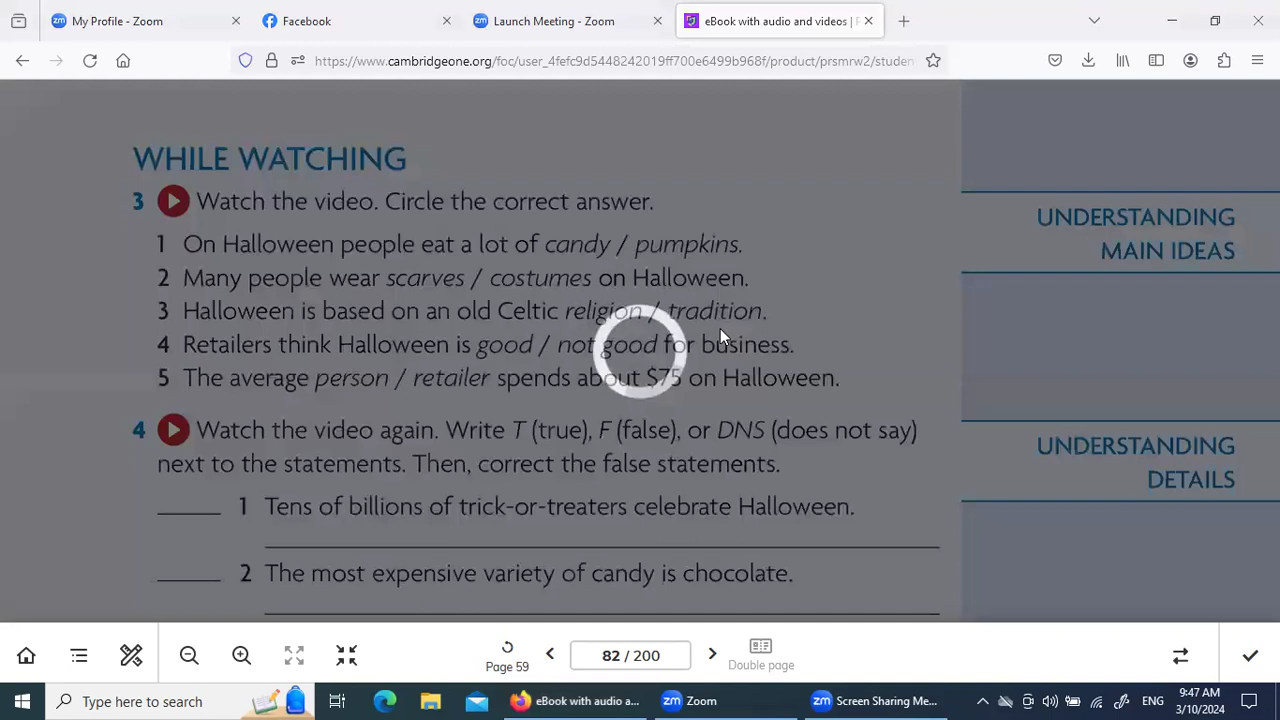 My Profile - Zoom
Facebook
Launch Meeting - Zoom
eBook with audio and videos | P
https://www.cambridgeone.org/foc/user_4fefc9d5448242019ff700e6499b968f/product/prsmrw2/studen
WHILE WATCHING
3 Watch the video. Circle the correct answer.
1 On Halloween people eat a lot of candy / pumpkins.
2 Many people wear scarves / costumes on Halloween.
3 Halloween is based on an old Celtic religion / tradition.
4 Retailers think Halloween is good / not good for business.
5 The average person / retailer spends about $75 on Halloween.
UNDERSTANDING
MAIN IDEAS
4 Watch the video again. Write T (true), F (false), or DNS (does not say)
next to the statements. Then, correct the false statements.
1 Tens of billions of trick-or-treaters celebrate Halloween.
2 The most expensive variety of candy is chocolate.
UNDERSTANDING
DETAILS
Page 59
82 / 200
Double page
Type here to search
eBook with audio a...
zm Zoom
zm Screen Sharing Me...
ENG
9:47 AM
3/10/2024